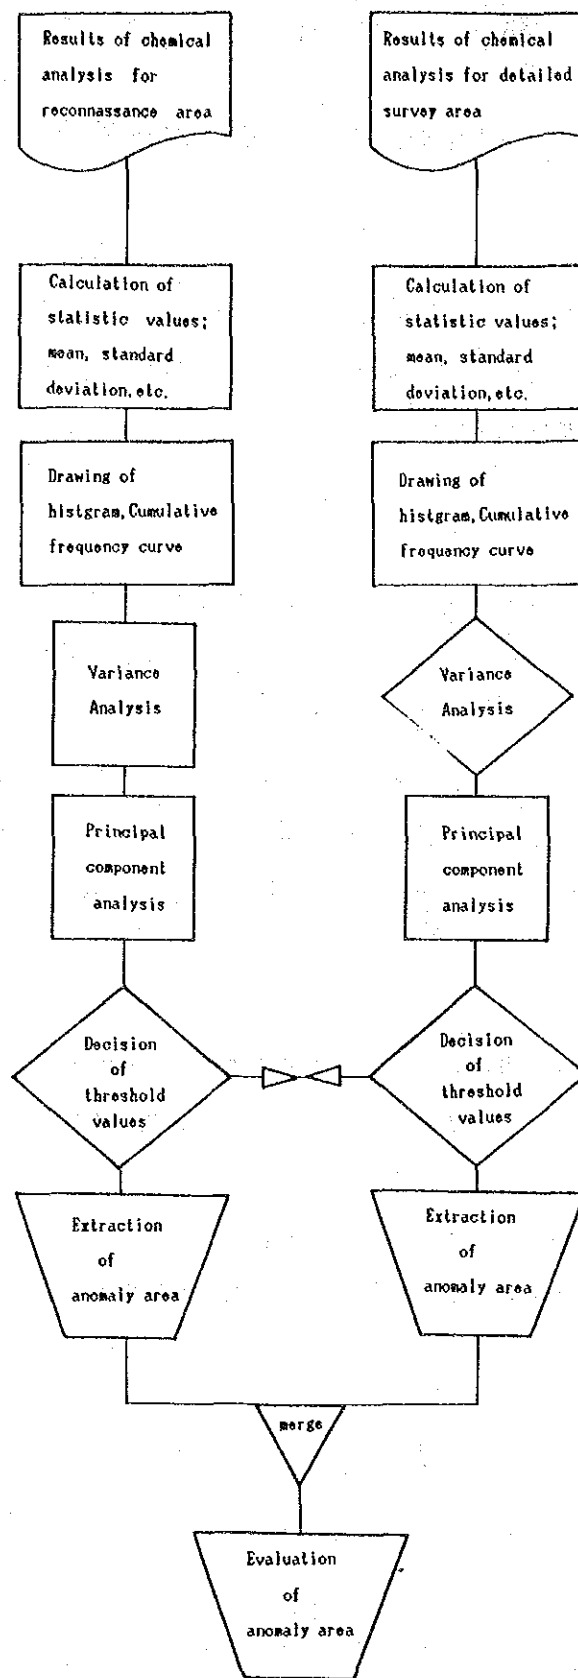 Results of chemical
analysis for
reconnassance area
Calculation of
statistic values;
mean, standard
deviation, etc.
Drawing of
histgram, Cumulative
frequency curve
Variance
Analysis
Principal
component
analysis
Decision
of
threshold
values
Extraction
of
anomaly area
Results of chemical
analysis for detailed
survey area
Calculation of
statistic values;
mean, standard
deviation, etc.
Drawing of
histgram, Cumulative
frequency curve
Variance
Analysis
Principal
component
analysis
Decision
of
threshold
values
Extraction
of
anomaly area
merge
Evaluation
of
anomaly area